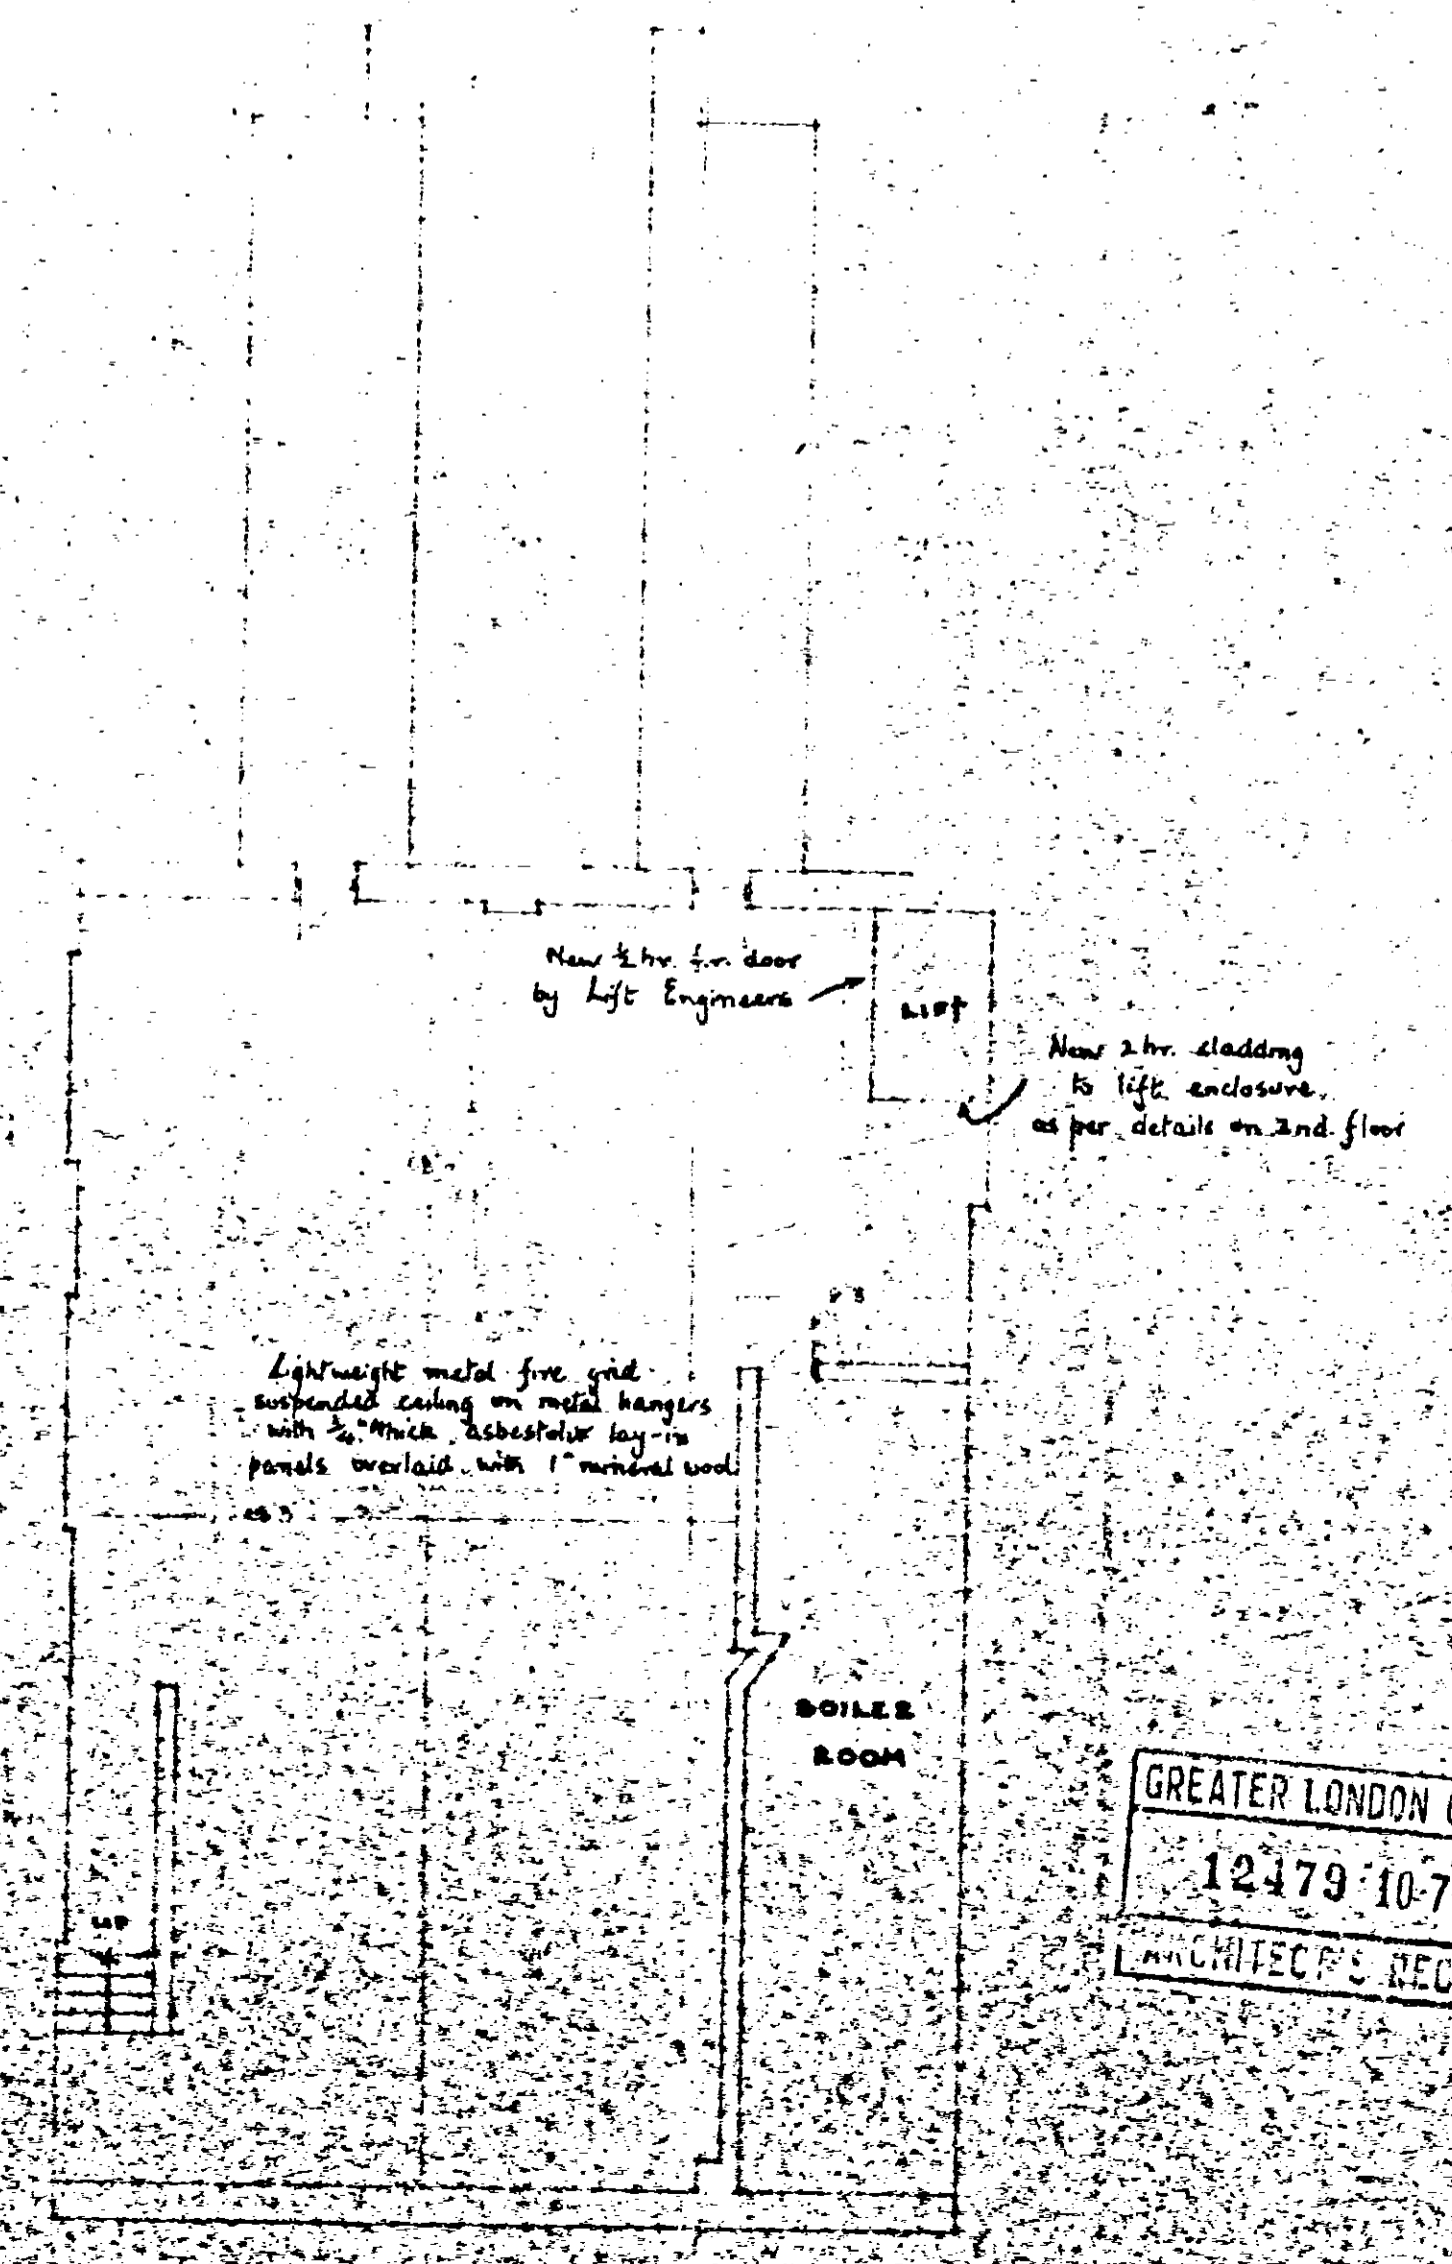 New ½ hr. f.r. door
by Lift Engineers
LIFT
New 2 hr. cladding
to lift enclosure.
as per details on 2nd. floor
Lightweight metal fire grid
suspended ceiling on metal hangers
with thick asbestolux lay-in
panels overlaid with 1" mineral wool
BOILER
ROOM
UP
GREATER LONDON
12479 10-7
ARCHITECT'S